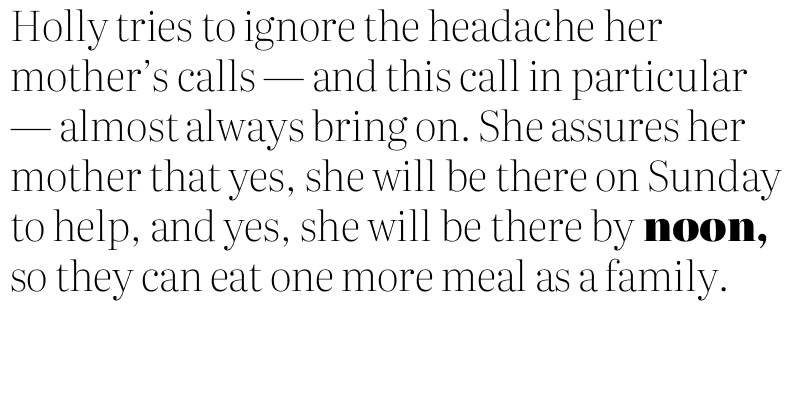 Holly tries to ignore the headache her
mother’s calls — and this call in particular
— almost always bring on. She assures her
mother that yes, she will be there on Sunday
to help, and yes, she will be there by noon,
so they can eat one more meal as a family.